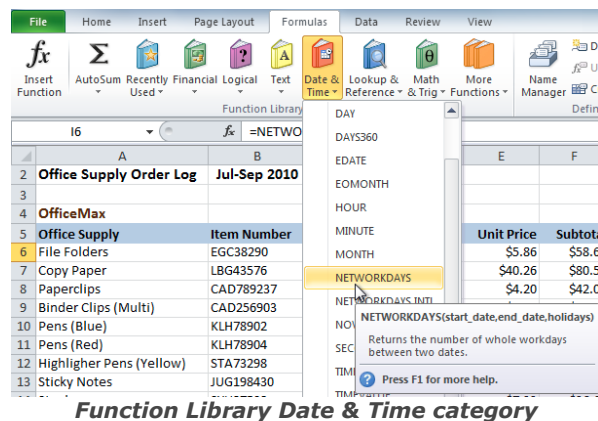 File Home Insert Page Layout Formulas Data Review View
fx Σ ? A θ
Insert Function AutoSum Recently Used Financial Logical Text Date & Time Lookup & Reference Math & Trig More Functions Name Manager
Function Library
I6 fx =NETWO
A B E F
2 Office Supply Order Log Jul-Sep 2010
3
4 OfficeMax
5 Office Supply Item Number Unit Price Subtota
6 File Folders EGC38290 $5.86 $58.6
7 Copy Paper LBG43576 $40.26 $80.5
8 Paperclips CAD789237 $4.20 $42.0
9 Binder Clips (Multi) CAD256903
10 Pens (Blue) KLH78902
11 Pens (Red) KLH78904
12 Highligher Pens (Yellow) STA73298
13 Sticky Notes JUG198430
DAY
DAYS360
EDATE
EOMONTH
HOUR
MINUTE
MONTH
NETWORKDAYS
NETWORKDAYS.INTL
NETWORKDAYS(start_date,end_date,holidays)
Returns the number of whole workdays
between two dates.
Press F1 for more help.
Function Library Date & Time category